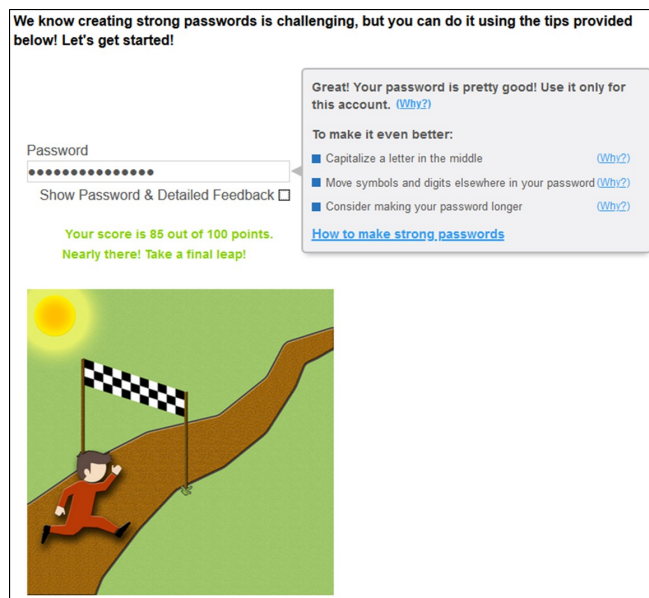 We know creating strong passwords is challenging, but you can do it using the tips provided
below! Let's get started!
Great! Your password is pretty good! Use it only for
this account. (Why?)
To make it even better:
Capitalize a letter in the middle (Why?)
Move symbols and digits elsewhere in your password (Why?)
Consider making your password longer (Why?)
How to make strong passwords
Password
●●●●●●●●●●●●●●●
Show Password & Detailed Feedback
Your score is 85 out of 100 points.
Nearly there! Take a final leap!